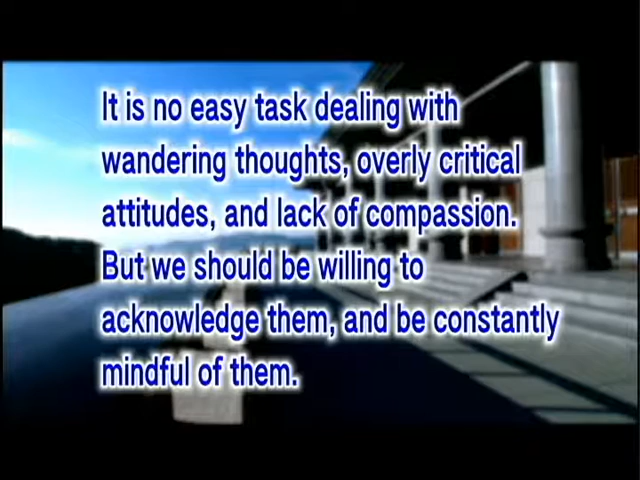 It is no easy task dealing with
wandering thoughts, overly critical
attitudes, and lack of compassion.
But we should be willing to
acknowledge them, and be constantly
mindful of them.